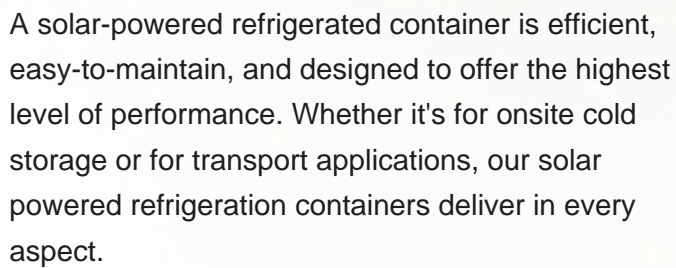 A solar-powered refrigerated container is efficient,
easy-to-maintain, and designed to offer the highest
level of performance. Whether it's for onsite cold
storage or for transport applications, our solar
powered refrigeration containers deliver in every
aspect.